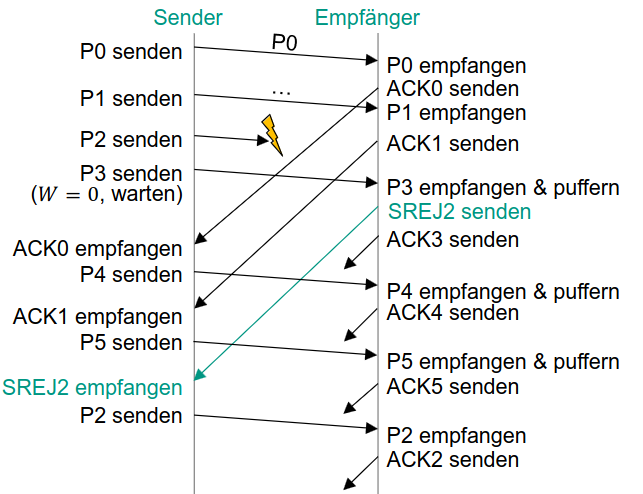 Sender
Empfänger
P0 senden
P0
P0 empfangen
ACK0 senden
P1 senden
...
P1 empfangen
P2 senden
ACK1 senden
P3 senden
(W = 0, warten)
P3 empfangen & puffern
SREJ2 senden
ACK3 senden
ACK0 empfangen
P4 senden
P4 empfangen & puffern
ACK4 senden
ACK1 empfangen
P5 senden
P5 empfangen & puffern
ACK5 senden
SREJ2 empfangen
P2 senden
P2 empfangen
ACK2 senden